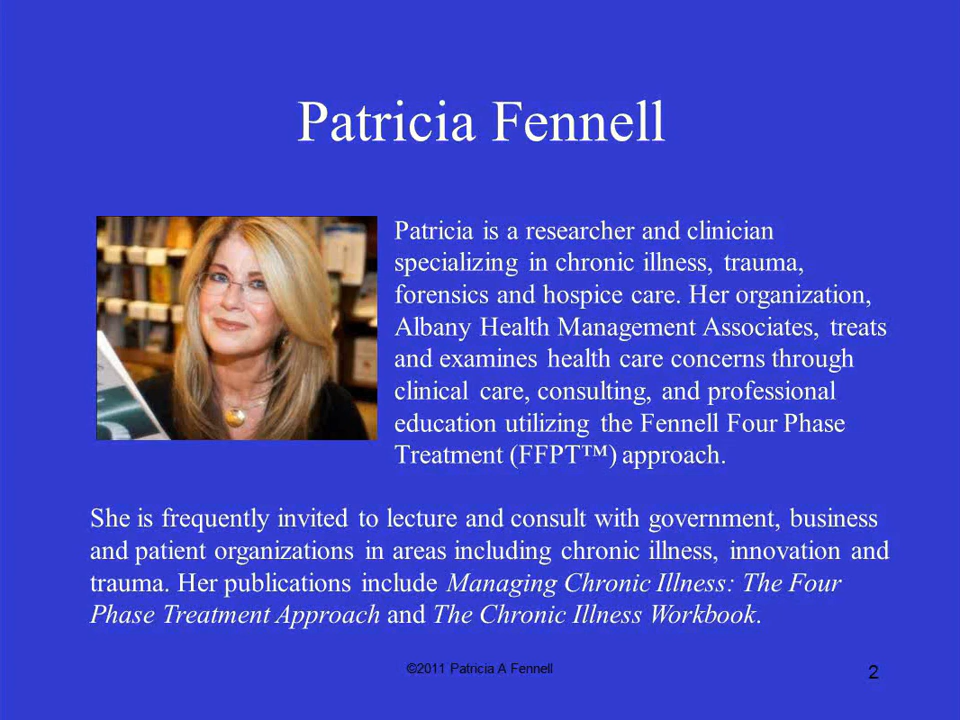 Patricia Fennell
Patricia is a researcher and clinician
specializing in chronic illness, trauma,
forensics and hospice care. Her organization,
Albany Health Management Associates, treats
and examines health care concerns through
clinical care, consulting, and professional
education utilizing the Fennell Four Phase
Treatment (FFPT™) approach.
She is frequently invited to lecture and consult with government, business
and patient organizations in areas including chronic illness, innovation and
trauma. Her publications include Managing Chronic Illness: The Four
Phase Treatment Approach and The Chronic Illness Workbook.
©2011 Patricia A Fennell
2